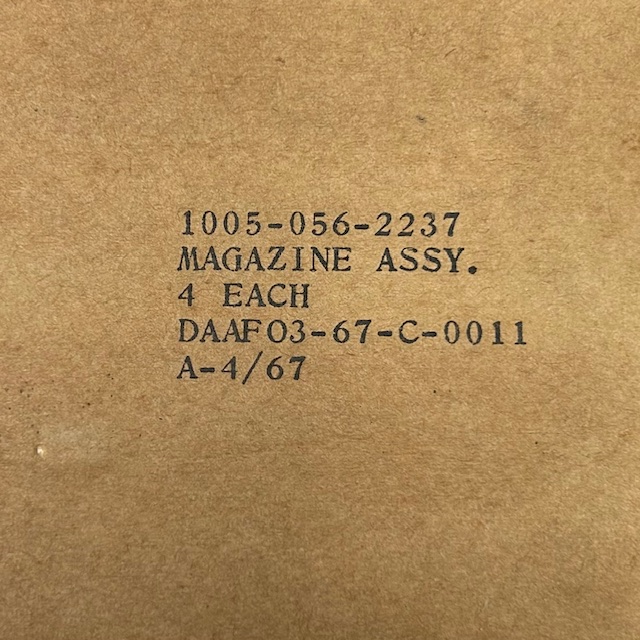 1005-056-2237
MAGAZINE ASSY.
4 EACH
DAAF03-67-C-0011
A-4/67